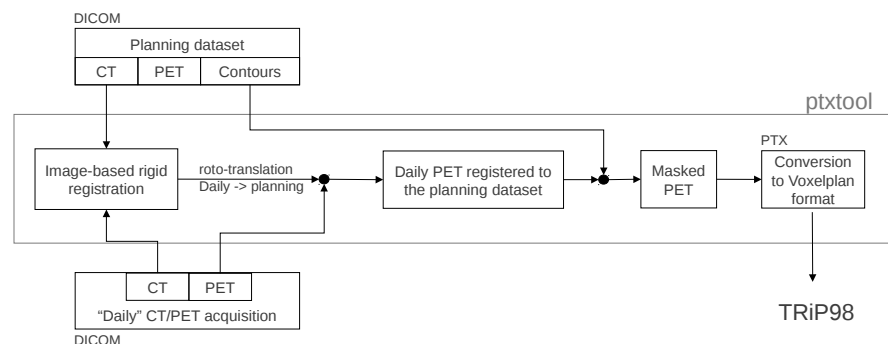 DICOM
Planning dataset
CT PET Contours
ptxtool
Image-based rigid
registration
roto-translation
Daily -> planning
Daily PET registered to
the planning dataset
Masked
PET
PTX
Conversion
to Voxelplan
format
CT PET
“Daily” CT/PET acquisition
DICOM
TRiP98